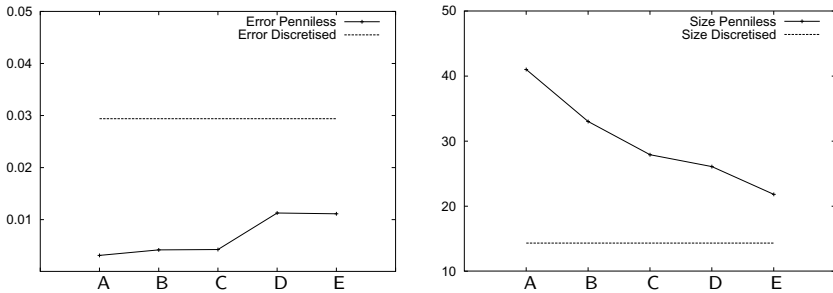 0.05
Error Penniless
Error Discretised
0.04
0.03
0.02
0.01
A B C D E
50
Size Penniless
Size Discretised
40
30
20
10
A B C D E